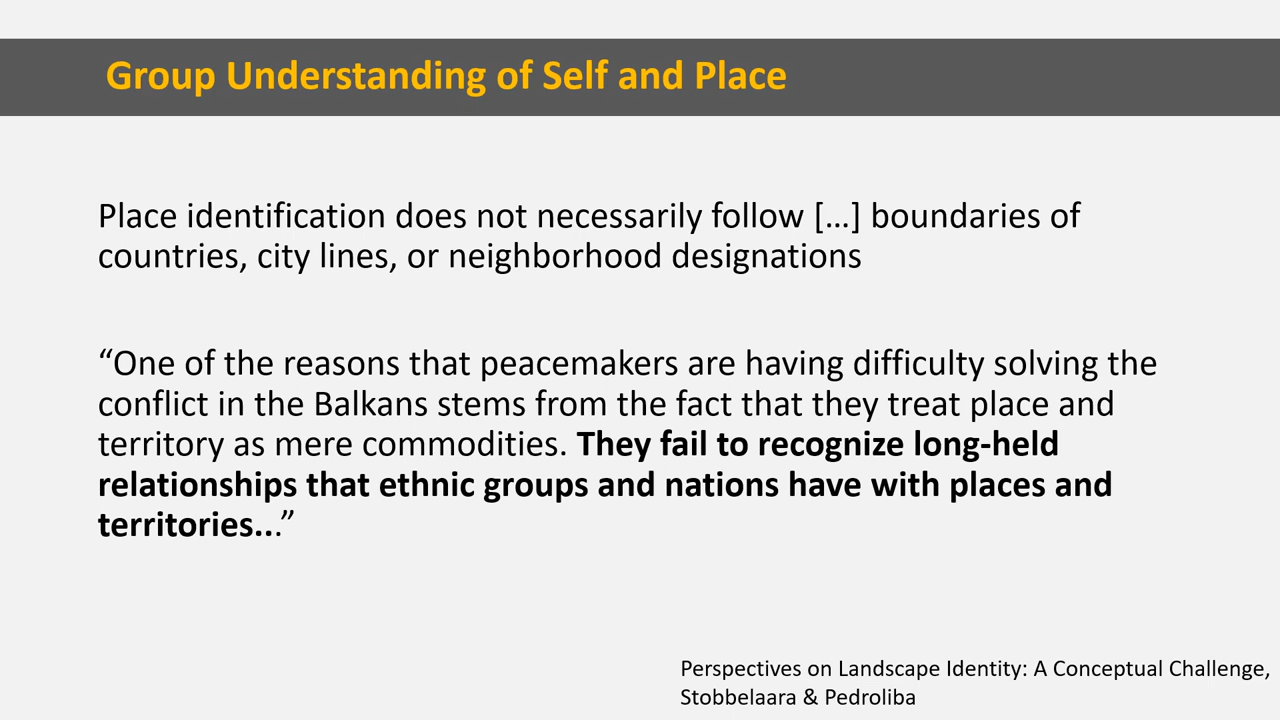 Group Understanding of Self and Place
Place identification does not necessarily follow […] boundaries of
countries, city lines, or neighborhood designations
“One of the reasons that peacemakers are having difficulty solving the
conflict in the Balkans stems from the fact that they treat place and
territory as mere commodities. They fail to recognize long-held
relationships that ethnic groups and nations have with places and
territories...”
Perspectives on Landscape Identity: A Conceptual Challenge,
Stobbelaara & Pedroliba